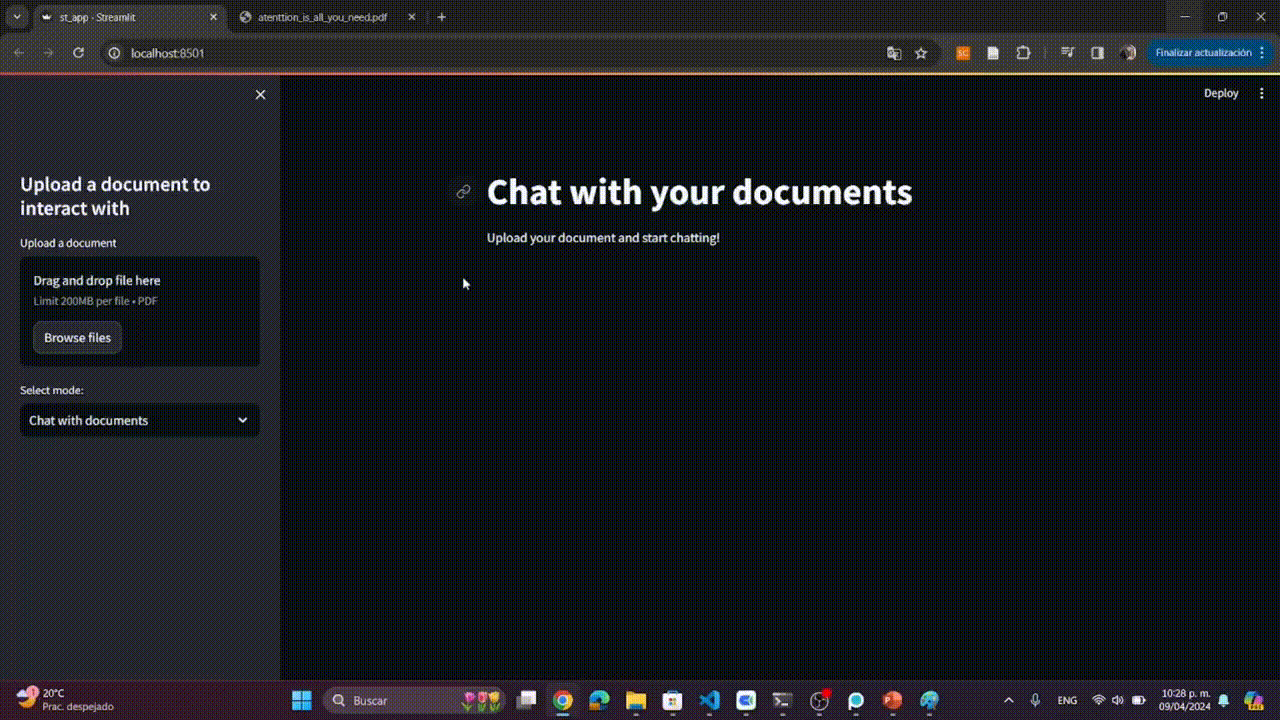 st_app · Streamlit
atenttion_is_all_you_need.pdf
localhost:8501
Finalizar actualización
Deploy
Upload a document to
interact with
Upload a document
Drag and drop file here
Limit 200MB per file • PDF
Browse files
Select mode:
Chat with documents
Chat with your documents
Upload your document and start chatting!
1
20°C
Prac. despejado
Buscar
ENG
10:28 p. m.
09/04/2024